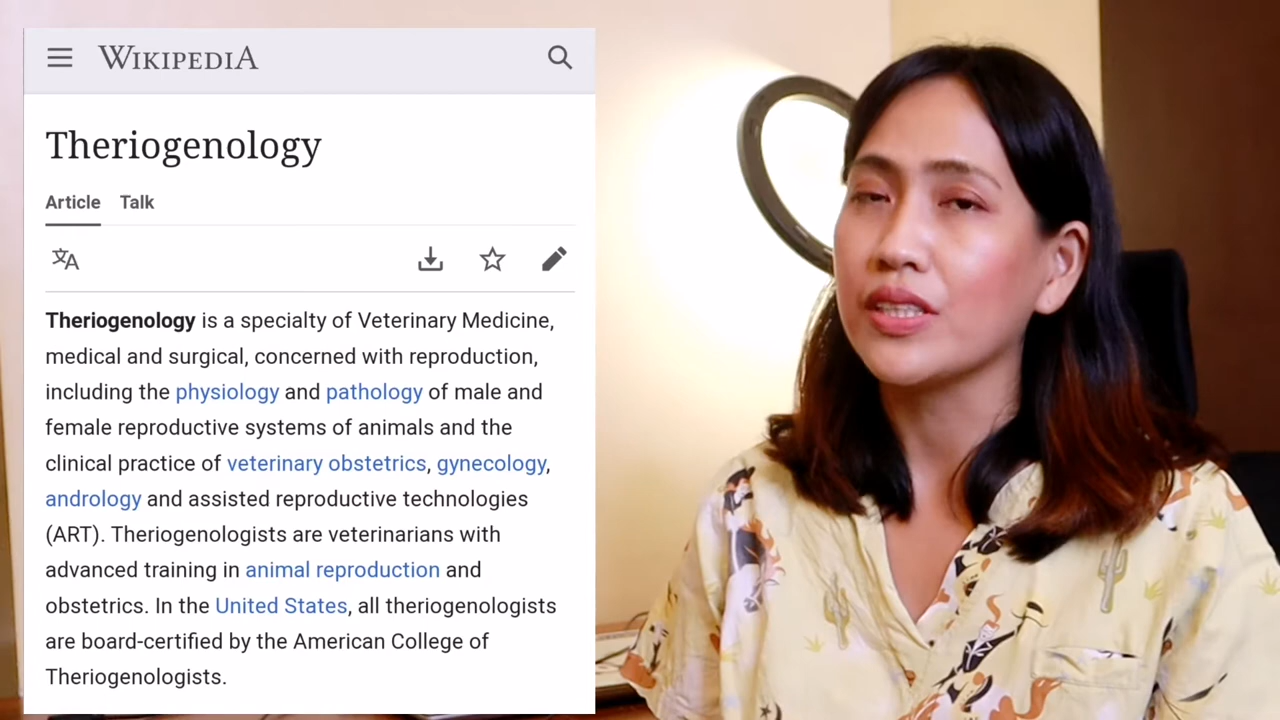 WIKIPEDIA
Theriogenology
Article Talk
Theriogenology is a specialty of Veterinary Medicine,
medical and surgical, concerned with reproduction,
including the physiology and pathology of male and
female reproductive systems of animals and the
clinical practice of veterinary obstetrics, gynecology,
andrology and assisted reproductive technologies
(ART). Theriogenologists are veterinarians with
advanced training in animal reproduction and
obstetrics. In the United States, all theriogenologists
are board-certified by the American College of
Theriogenologists.